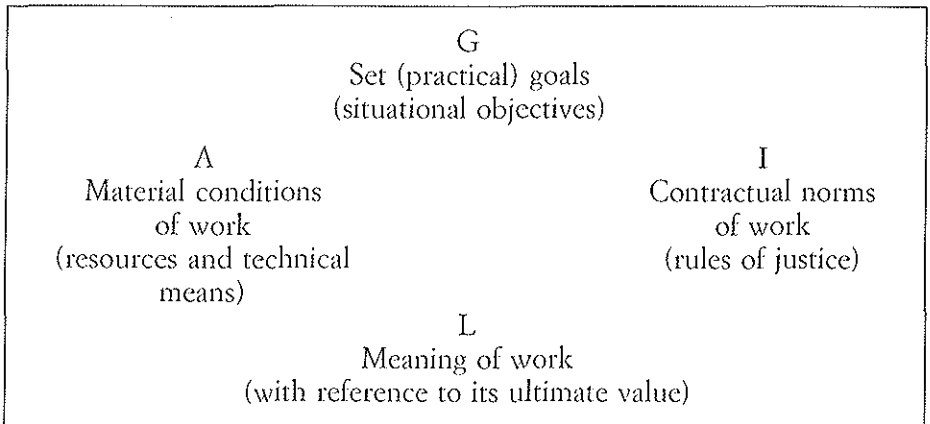 G
Set (practical) goals
(situational objectives)
A
Material conditions
of work
(resources and technical
means)
I
Contractual norms
of work
(rules of justice)
L
Meaning of work
(with reference to its ultimate value)